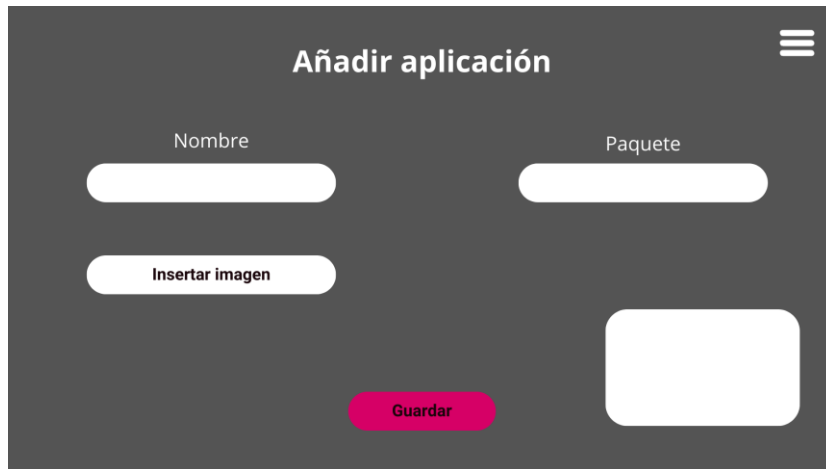 Añadir aplicación
Nombre
Paquete
Insertar imagen
Guardar